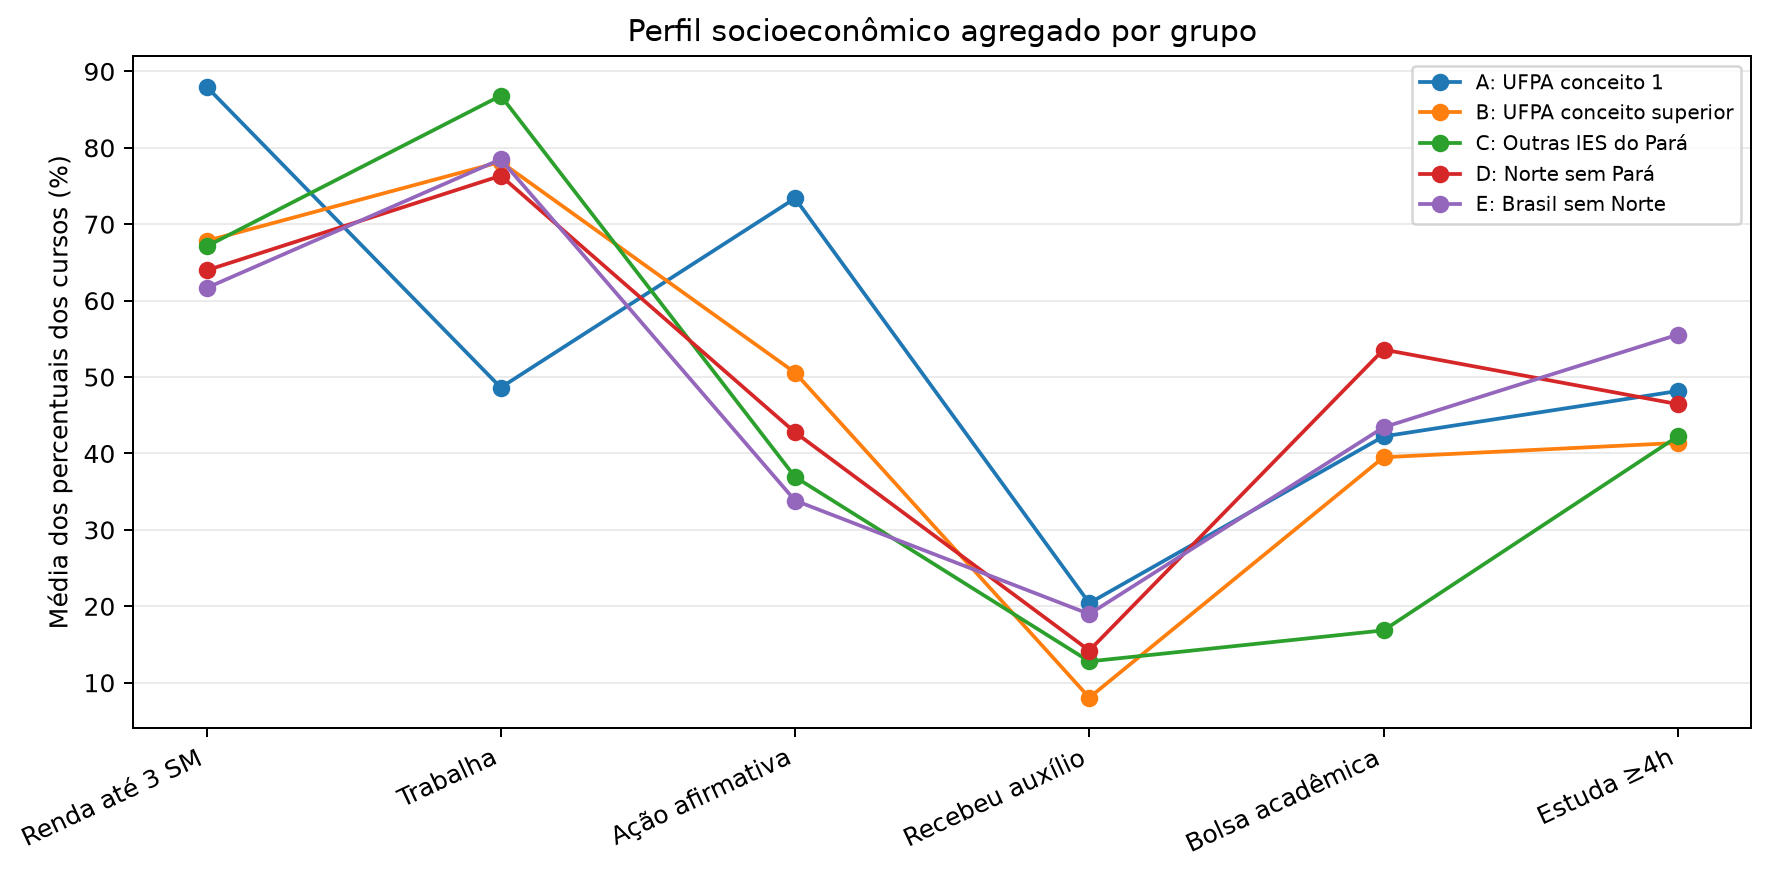 Perfil socioeconômico agregado por grupo
Média dos percentuais dos cursos (%)
90
80
70
60
50
40
30
20
10
A: UFPA conceito 1
B: UFPA conceito superior
C: Outras IES do Pará
D: Norte sem Pará
E: Brasil sem Norte
Renda até 3 SM
Trabalha
Ação afirmativa
Recebeu auxílio
Bolsa acadêmica
Estuda ≥4h